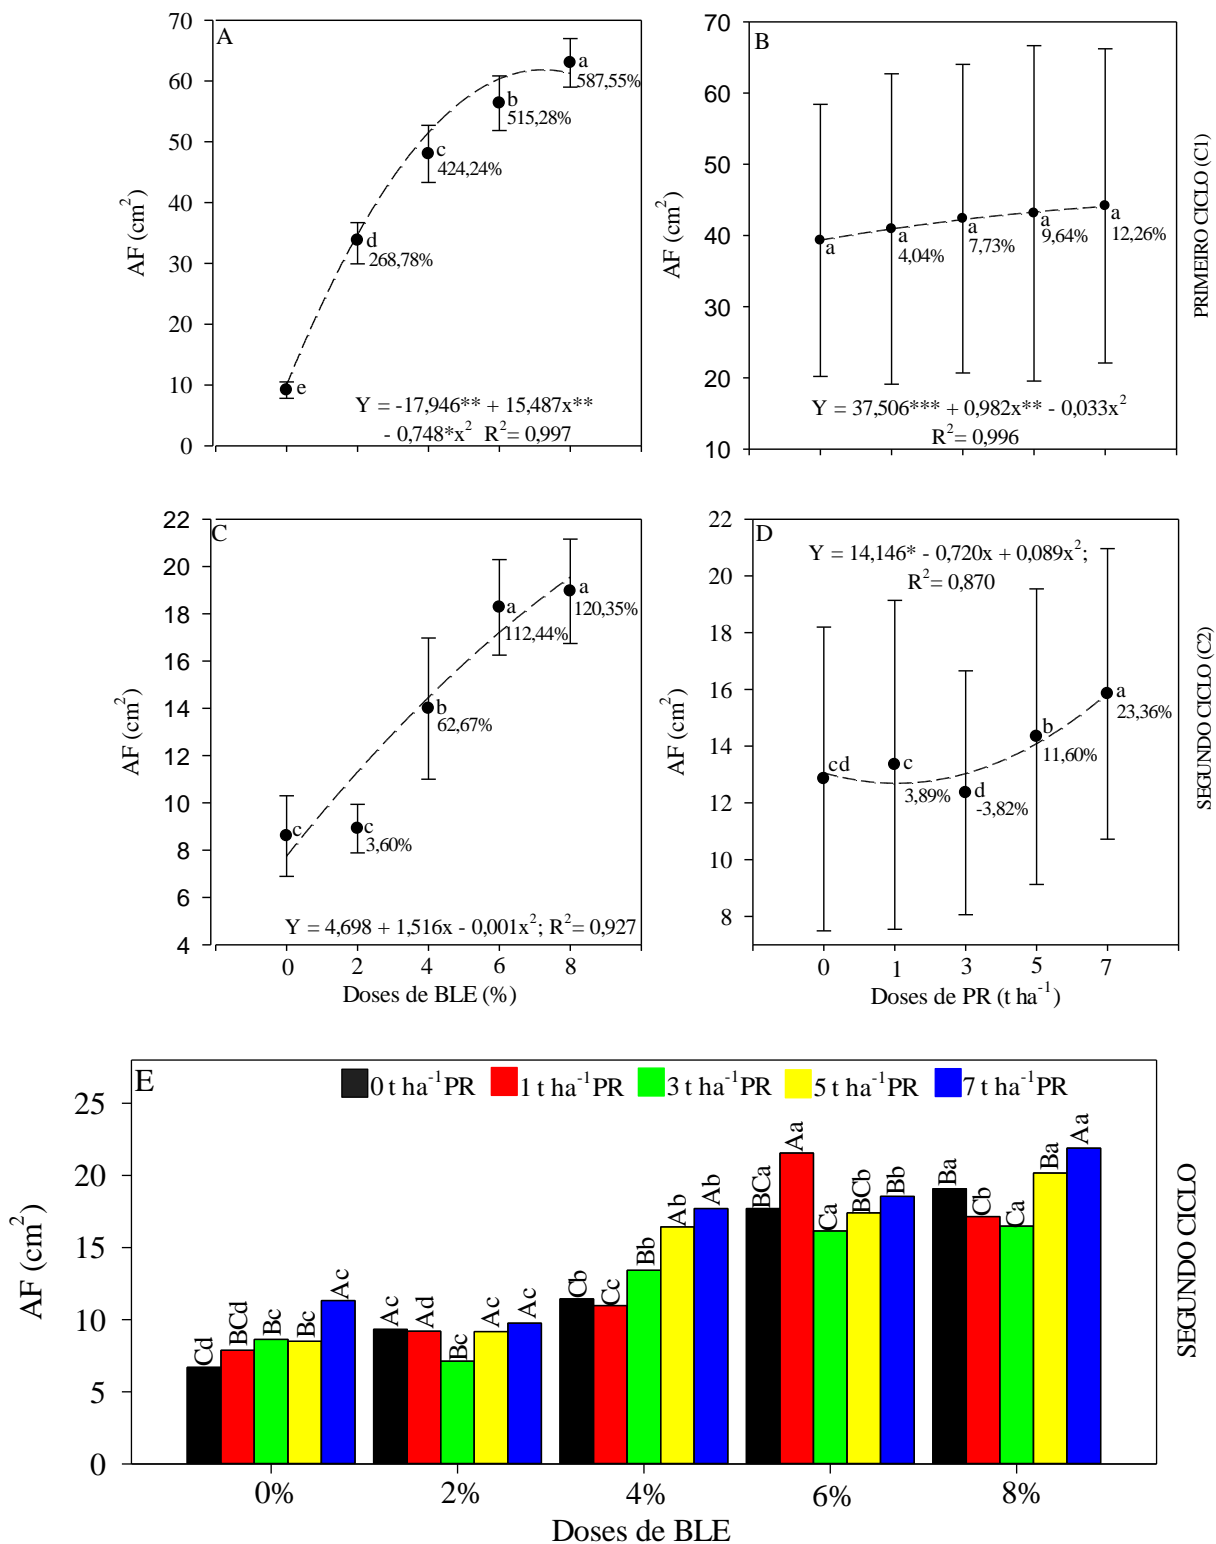 A
70
60
50
40
30
20
10
0
AF (cm²)
a
587,55%
b
515,28%
c
424,24%
d
268,78%
e
Y = -17,946** + 15,487x**
- 0,748*x² R²= 0,997
B
70
60
50
40
30
20
10
AF (cm²)
a
a
4,04%
a
7,73%
a
9,64%
a
12,26%
Y = 37,506*** + 0,982x** - 0,033x²
R²= 0,996
PRIMEIRO CICLO (C1)
C
22
20
18
16
14
12
10
8
6
4
AF (cm²)
c
c
3,60%
b
62,67%
a
112,44%
a
120,35%
Y = 4,698 + 1,516x - 0,001x²; R²= 0,927
0 2 4 6 8
Doses de BLE (%)
D
22
20
18
16
14
12
10
8
AF (cm²)
Y = 14,146* - 0,720x + 0,089x²;
R²= 0,870
cd
c
3,89%
d
-3,82%
b
11,60%
a
23,36%
0 1 3 5 7
Doses de PR (t ha⁻¹)
SEGUNDO CICLO (C2)
E
0 t ha⁻¹PR 1 t ha⁻¹PR 3 t ha⁻¹PR 5 t ha⁻¹PR 7 t ha⁻¹PR
25
20
15
10
5
0
AF (cm²)
Cd BCd Bc Bc Ac
Ac Ad Bc Ac Ac
Cb Cc Bb Ab Ab
BCa Aa Ca BCb Bb
Ba Cb Ca Ba Aa
0% 2% 4% 6% 8%
Doses de BLE
SEGUNDO CICLO